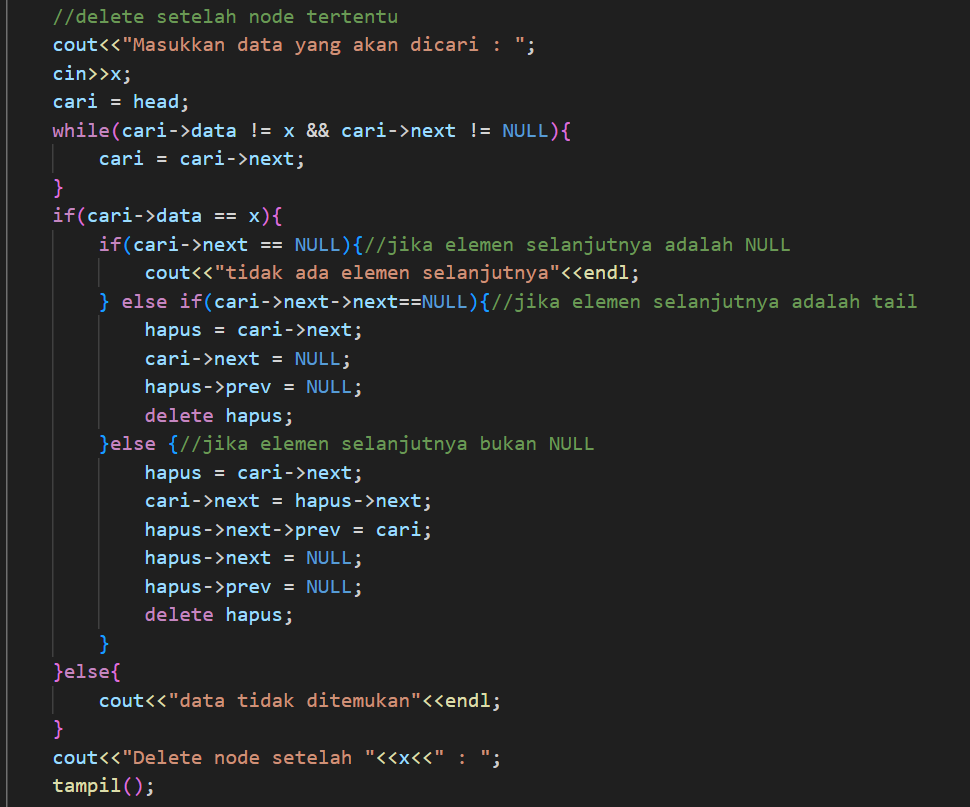 //delete setelah node tertentu
cout<<"Masukkan data yang akan dicari : ";
cin>>x;
cari = head;
while(cari->data != x && cari->next != NULL){
    cari = cari->next;
}
if(cari->data == x){
    if(cari->next == NULL){//jika elemen selanjutnya adalah NULL
        cout<<"tidak ada elemen selanjutnya"<<endl;
    } else if(cari->next->next==NULL){//jika elemen selanjutnya adalah tail
        hapus = cari->next;
        cari->next = NULL;
        hapus->prev = NULL;
        delete hapus;
    }else {//jika elemen selanjutnya bukan NULL
        hapus = cari->next;
        cari->next = hapus->next;
        hapus->next->prev = cari;
        hapus->next = NULL;
        hapus->prev = NULL;
        delete hapus;
    }
}else{
    cout<<"data tidak ditemukan"<<endl;
}
cout<<"Delete node setelah "<<x<<" : ";
tampil();